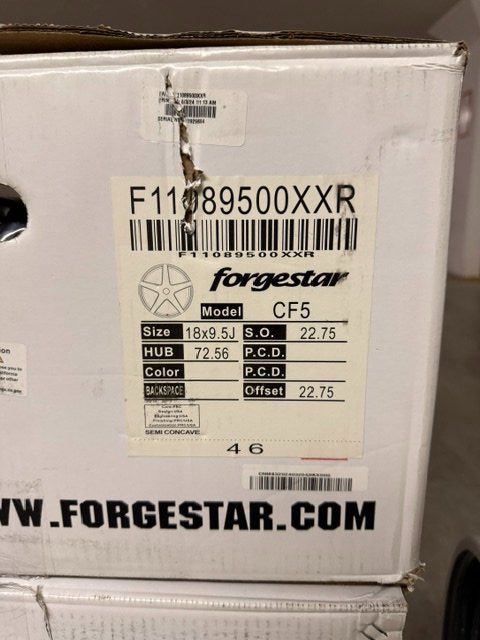 F11089500XXR
F11089500XXR
forgestar
Model CF5
Size 18x9.5J S.O. 22.75
HUB 72.56 P.C.D.
Color P.C.D.
BACKSPACE Offset 22.75
SEMI CONCAVE
46
WW.FORGESTAR.COM